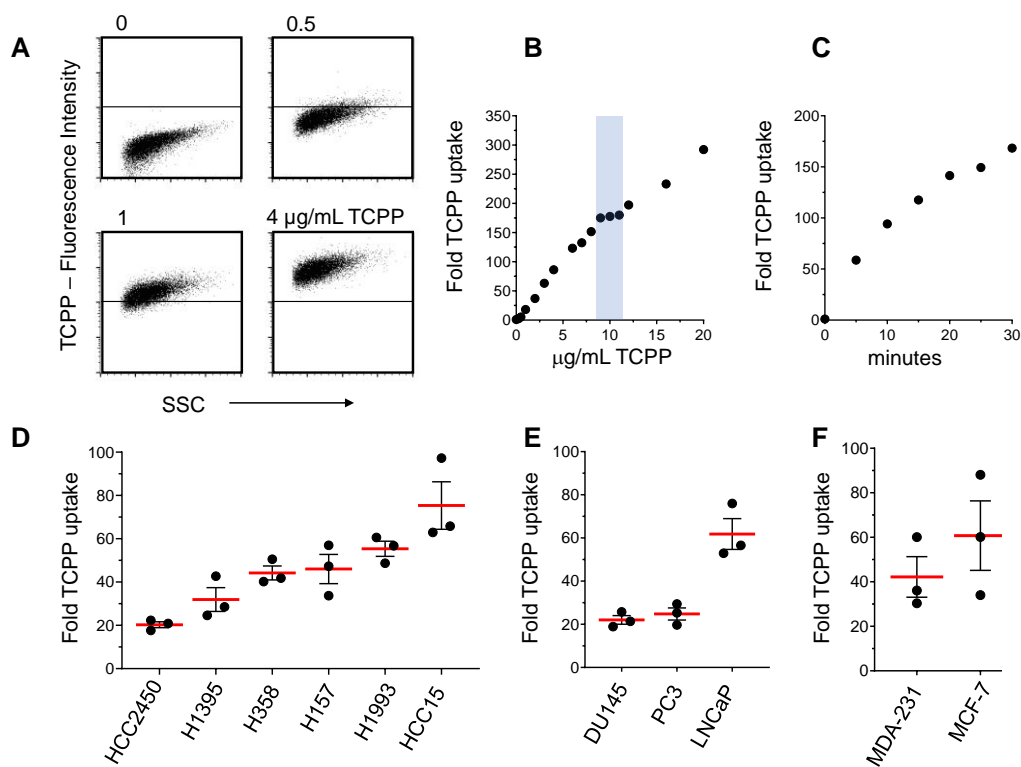 A
TCPP – Fluorescence Intensity
0
0.5
1
4 µg/mL TCPP
SSC
B
Fold TCPP uptake
350
300
250
200
150
100
50
0
0 5 10 15 20
µg/mL TCPP
C
Fold TCPP uptake
200
150
100
50
0
0 10 20 30
minutes
D
Fold TCPP uptake
100
80
60
40
20
0
HCC2450
H1395
H358
H157
H1993
HCC15
E
Fold TCPP uptake
100
80
60
40
20
0
DU145
PC3
LNCaP
F
Fold TCPP uptake
100
80
60
40
20
0
MDA-231
MCF-7